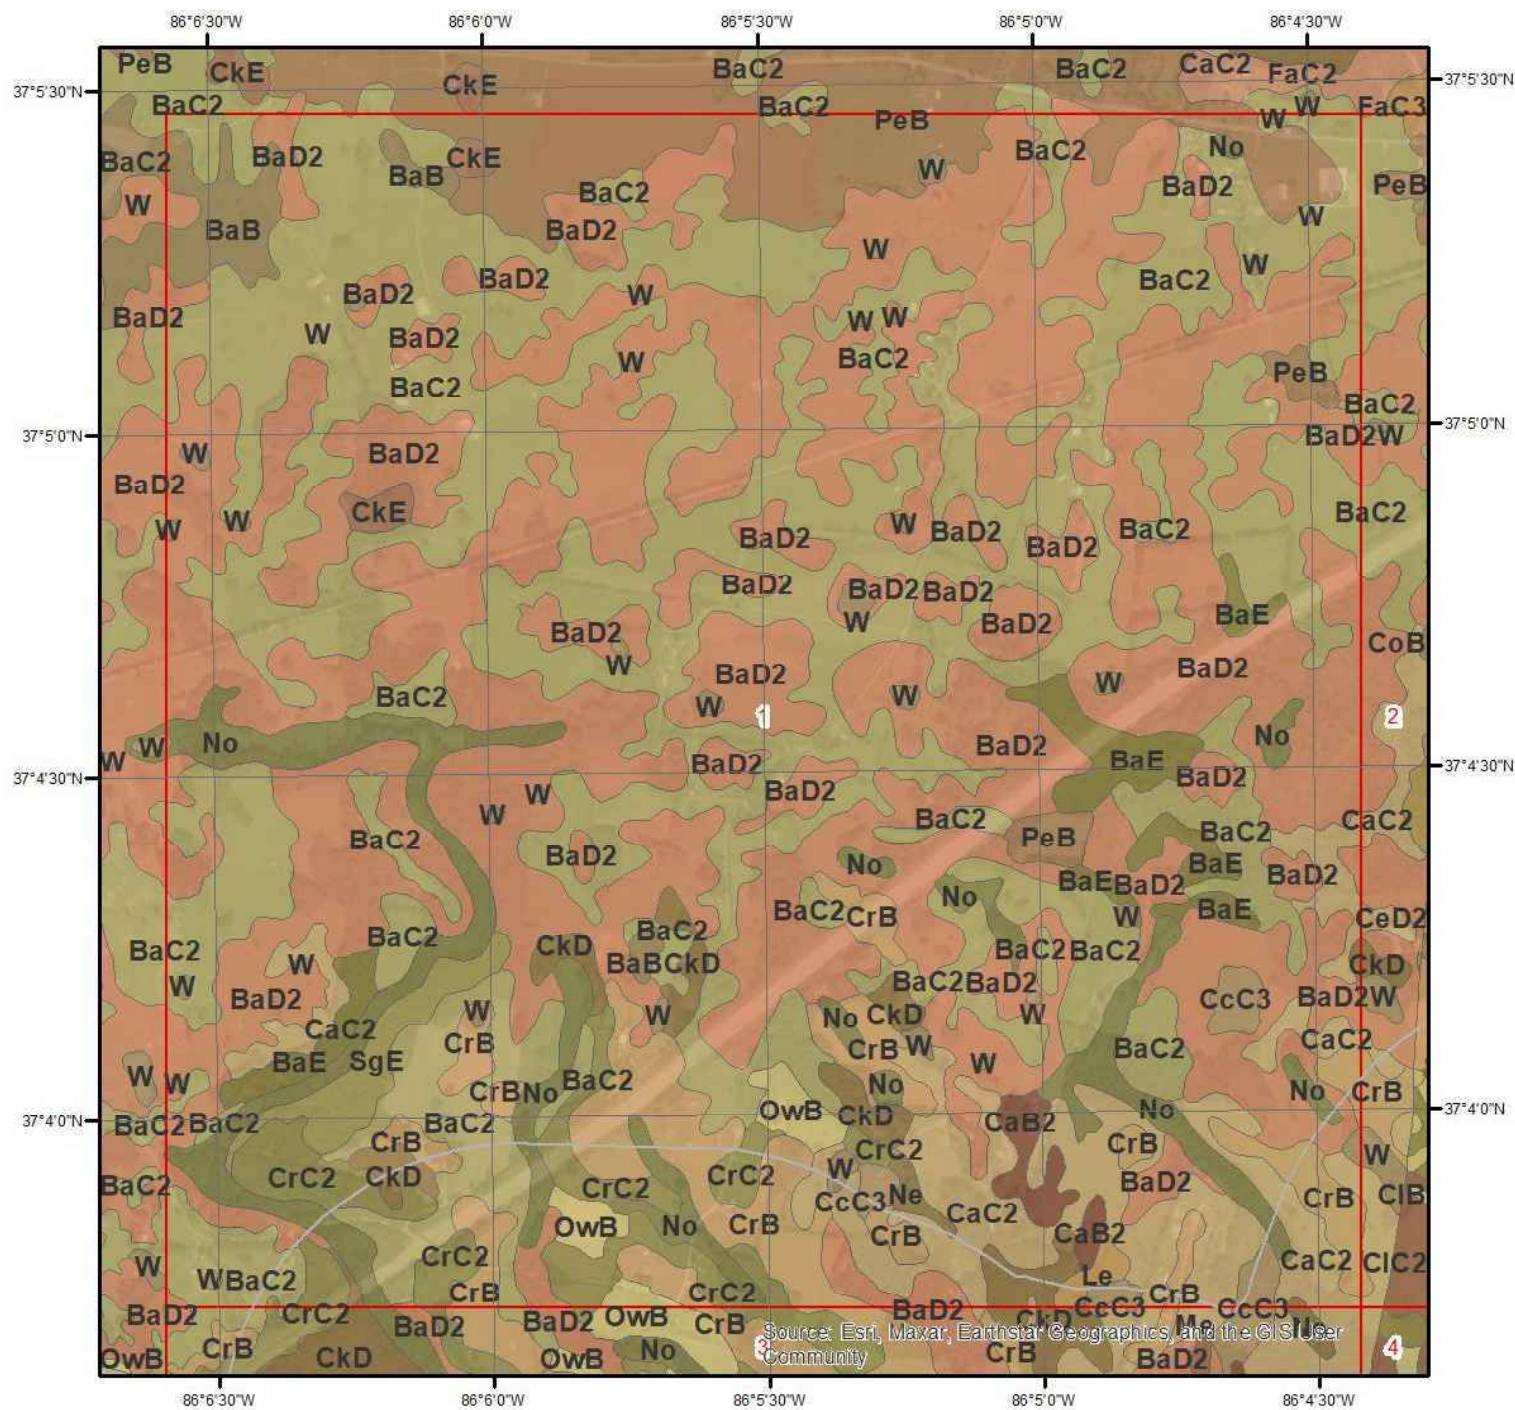 86°6'30"W 86°6'0"W 86°5'30"W 86°5'0"W 86°4'30"W
PeB CkE CkE BaC2 BaC2 CaC2 FaC2
37°5'30"N 37°5'30"N
BaC2 BaC2 PeB W W FaC3
BaC2 BaD2 BaB CkE W BaC2 No
W BaC2 BaD2 PeB
BaB BaD2 W W
BaD2 BaD2 W W BaC2
BaD2 W BaD2 W W W
BaC2 W BaC2 PeB
BaC2
37°5'0"N BaD2W 37°5'0"N
W BaD2
BaD2 CkE BaC2
W W BaD2 W BaD2 BaD2 BaC2
BaD2 BaD2 BaD2
BaD2 W BaD2 BaE
W BaD2 W BaD2 CoB
BaC2 W 1 2
W W No BaD2 BaE No
37°4'30"N BaD2 BaD2 37°4'30"N
W W BaD2 BaC2 CaC2
BaC2 BaD2 No PeB BaC2
BaE BaE BaD2 BaD2
BaC2 CrB No W BaE CeD2
BaC2 BaC2 CkD BaC2 BaC2 BaC2
W BaBCkD CkD
W BaD2 W W BaC2 BaD2 W CcC3 BaD2W
CaC2 CrB No CkD CaC2
BaE SgE CrB W W BaC2
W W CrB No BaC2 No No CrB
37°4'0"N 37°4'0"N
BaC2 BaC2 BaC2 OwB CkD CaB2 No
CrB CrC2 CrB W
BaC2 CrC2 CkD CrC2 CrC2 W BaD2
CcC3 Ne CaC2 CrB ClB
OwB No CrB CrB CaB2
W CrC2 CaC2 ClC2
W BaC2 CrB CrC2 Le CrB
BaD2 CrC2 BaD2 BaD2 OwB CrB BaD2 CkD CcC3 CcC3
Source: Esri, Maxar, Earthstar Geographics, and the GIS User
Community
OwB CrB CkD OwB No 3 CrB BaD2 4
86°6'30"W 86°6'0"W 86°5'30"W 86°5'0"W 86°4'30"W